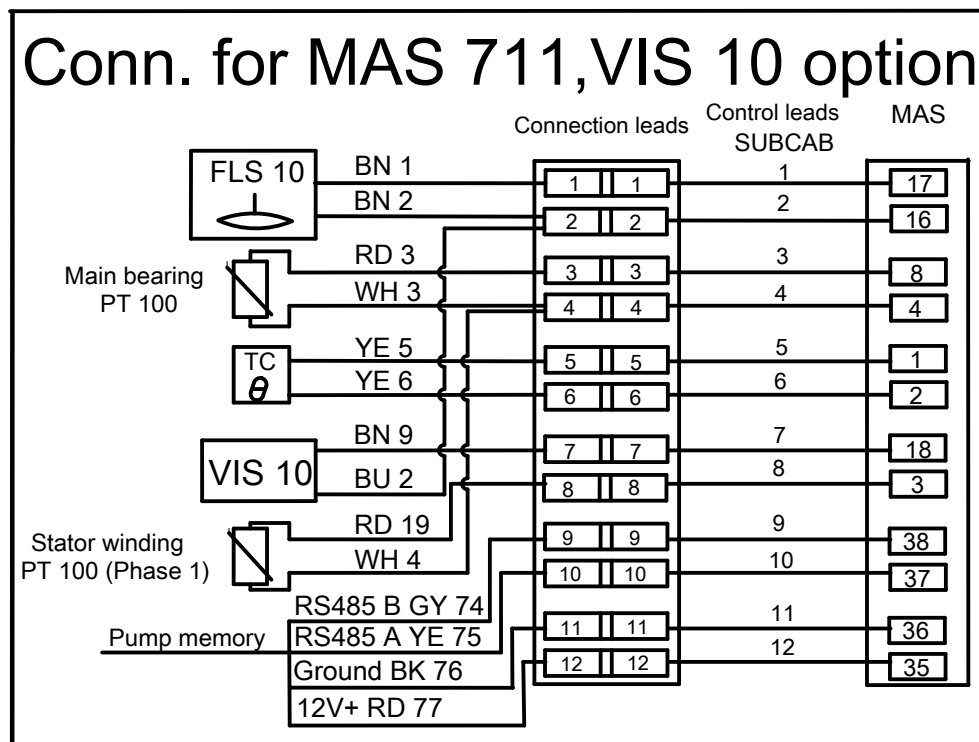 Conn. for MAS 711,VIS 10 option
Connection leads
Control leads
SUBCAB
MAS
FLS 10
BN 1
1 1
1
17
BN 2
2 2
2
16
Main bearing
PT 100
RD 3
3 3
3
8
WH 3
4 4
4
4
TC
θ
YE 5
5 5
5
1
YE 6
6 6
6
2
VIS 10
BN 9
7 7
7
18
BU 2
8 8
8
3
Stator winding
PT 100 (Phase 1)
RD 19
WH 4
9 9
9
38
10 10
10
37
Pump memory
RS485 B GY 74
RS485 A YE 75
11 11
11
36
Ground BK 76
12 12
12
35
12V+ RD 77